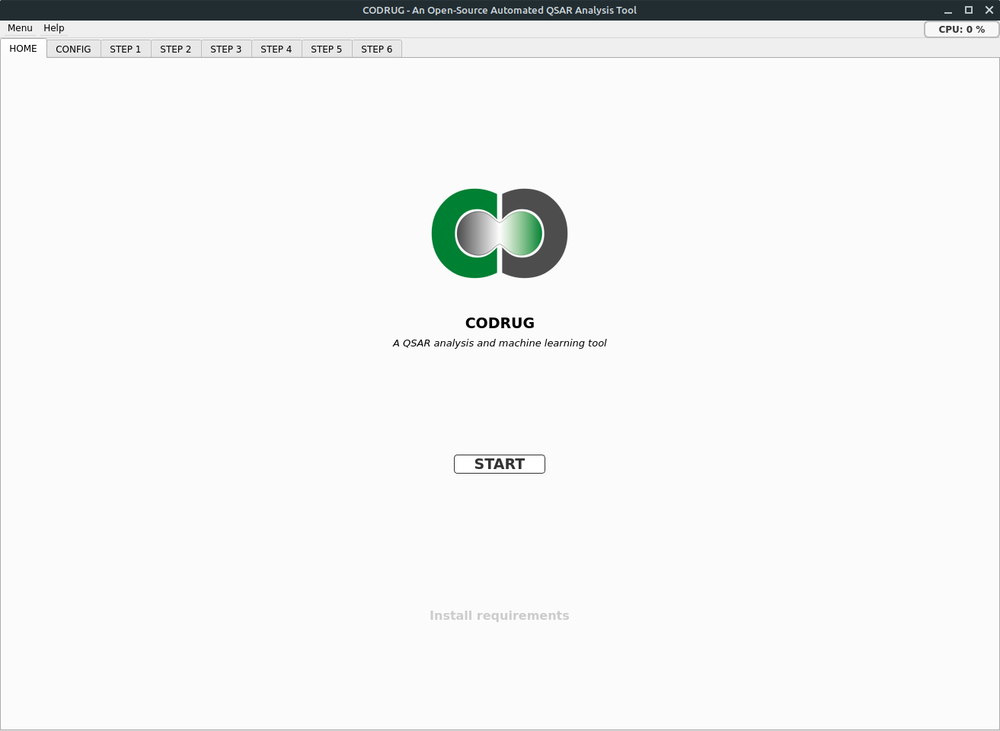 CODRUG - An Open-Source Automated QSAR Analysis Tool
Menu Help CPU: 0 %
HOME CONFIG STEP 1 STEP 2 STEP 3 STEP 4 STEP 5 STEP 6
CODRUG
A QSAR analysis and machine learning tool
START
Install requirements